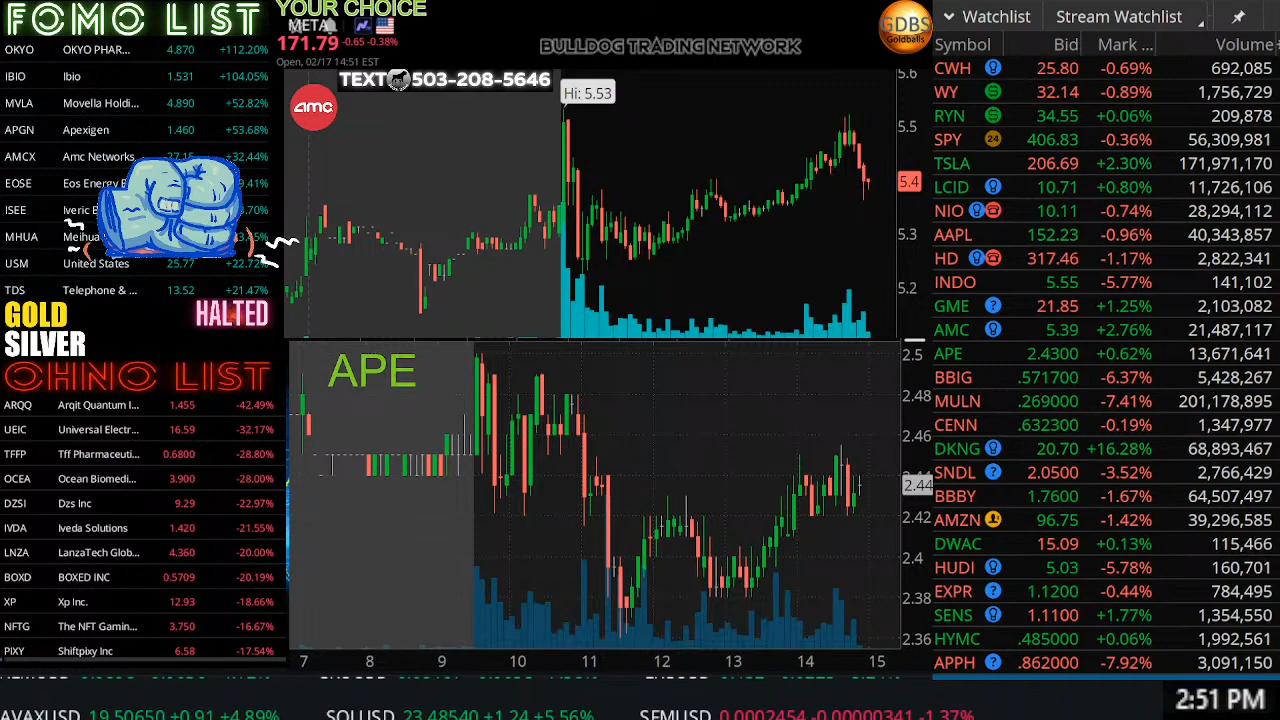 FOMO LIST
OKYO OKYO PHAR... 4.870 +112.20%
IBIO Ibio 1.531 +104.05%
MVLA Movella Holdi... 4.890 +52.82%
APGN Apexigen 1.460 +53.68%
AMCX Amc Networks 27.15 +32.44%
EOSE Eos Energy
ISE Iveric B
MHUA Meihua
USM United States 25.77 +22.72%
TDS Telephone & ... 13.52 +21.47%
GOLD
SILVER
HALTED
OHNO LIST
ARQQ Arqit Quantum I... 1.455 -42.49%
UEIC Universal Electr... 16.59 -32.17%
TFFP Tff Pharmaceuti... 0.6800 -28.80%
OCEA Ocean Biomedi... 3.900 -28.00%
DZSI Dzs Inc 9.29 -22.97%
IVDA Iveda Solutions 1.420 -21.55%
LNZA LanzaTech Glob... 4.360 -20.00%
BOXD BOXED INC 0.5709 -20.19%
XP Xp Inc. 12.93 -18.66%
NFTG The NFT Gamin... 3.750 -16.67%
PIXY Shiftpixy Inc 6.58 -17.54%
YOUR CHOICE
META
171.79 -0.65 -0.38%
Open, 02/17 14:51 EST
BULLDOG TRADING NETWORK
GDBS
Goldballs
TEXT 503-208-5646
amc
Hi: 5.53
5.6
5.5
5.4
5.3
5.2
APE
2.5
2.48
2.46
2.44
2.42
2.4
2.38
2.36
7 8 9 10 11 12 13 14 15
Watchlist Stream Watchlist
Symbol Bid Mark ... Volume
CWH 25.80 -0.69% 692,085
WY 32.14 -0.89% 1,756,729
RYN 34.55 +0.06% 209,878
SPY 24 406.83 -0.36% 56,309,981
TSLA 206.69 +2.30% 171,971,170
LCID 10.71 +0.80% 11,726,106
NIO 10.11 -0.74% 28,294,112
AAPL 152.23 -0.96% 40,343,857
HD 317.46 -1.17% 2,822,341
INDO 5.55 -5.77% 141,102
GME ? 21.85 +1.25% 2,103,082
AMC 5.39 +2.76% 21,487,117
APE 2.4300 +0.62% 13,671,641
BBIG .571700 -6.37% 5,428,267
MULN .269000 -7.41% 201,178,895
CENN .632300 -0.19% 1,347,977
DKNG 20.70 +16.28% 68,893,467
SNDL ? 2.0500 -3.52% 2,766,429
BBBY 1.7600 -1.67% 64,507,497
AMZN 96.75 -1.42% 39,296,585
DWAC 15.09 +0.13% 115,466
HUDI 5.03 -5.78% 160,701
EXPR ? 1.1200 -0.44% 784,495
SENS 1.1100 +1.77% 1,354,550
HYMC .485000 +0.06% 1,992,561
APPH ? .862000 -7.92% 3,091,150
AVAXUSD 19.50650 +0.91 +4.89% SOLUSD 23.48540 +1.24 +5.56% SEMUSD 0.0002454 -0.00000341 -1.37%
2:51 PM